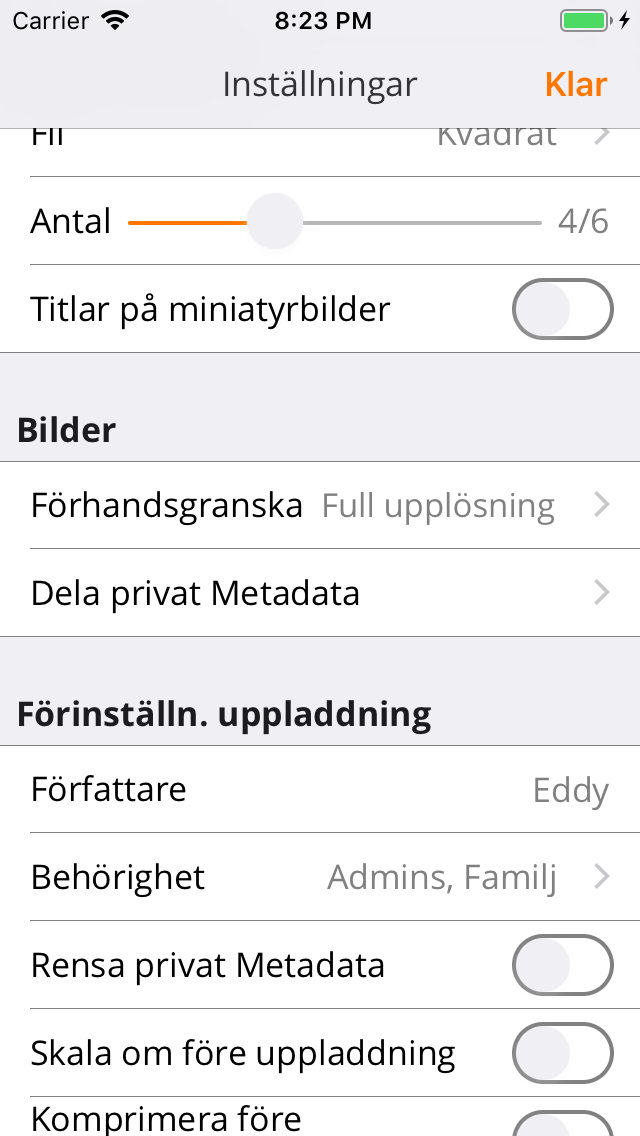 Carrier 8:23 PM
Inställningar Klar
Fil Kvadrat
Antal 4/6
Titlar på miniatyrbilder
Bilder
Förhandsgranska Full upplösning
Dela privat Metadata
Förinställn. uppladdning
Författare Eddy
Behörighet Admins, Familj
Rensa privat Metadata
Skala om före uppladdning
Komprimera före